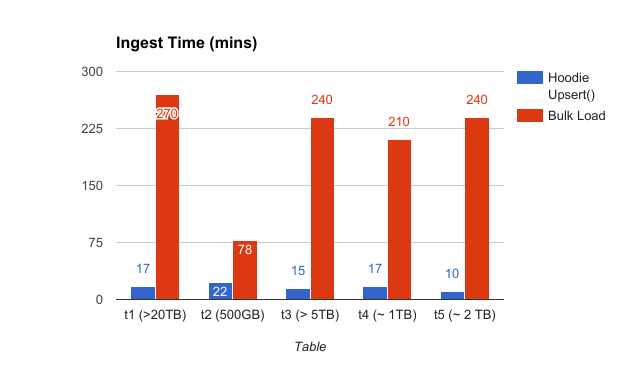 Ingest Time (mins)
300
225
150
75
0
270
240
210
240
78
17
22
15
17
10
t1 (>20TB)
t2 (500GB)
t3 (> 5TB)
t4 (~ 1TB)
t5 (~ 2 TB)
Table
Hoodie
Upsert()
Bulk Load